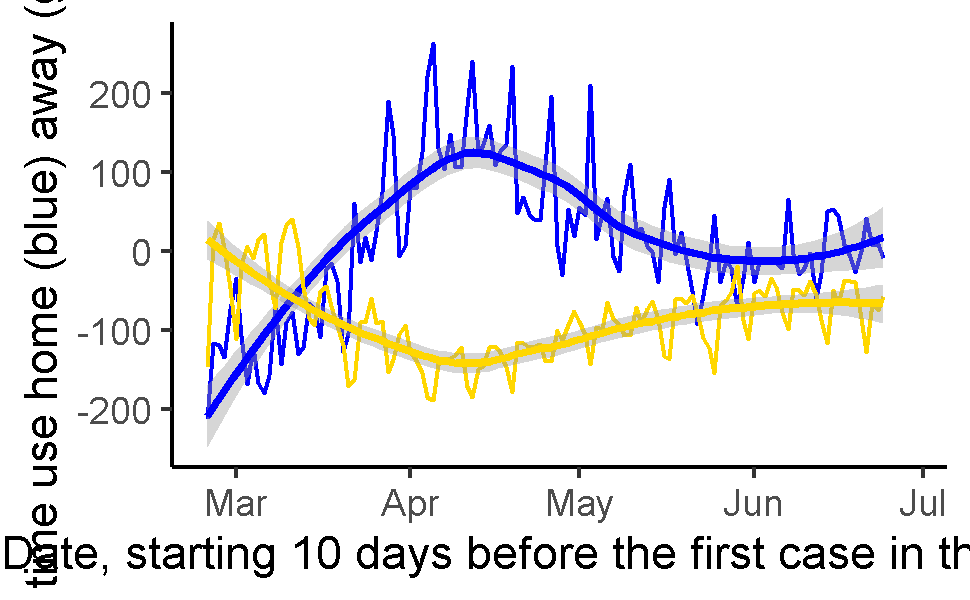 time use home (blue) away (
200
100
0
-100
-200
Mar Apr May Jun Jul
Date, starting 10 days before the first case in th